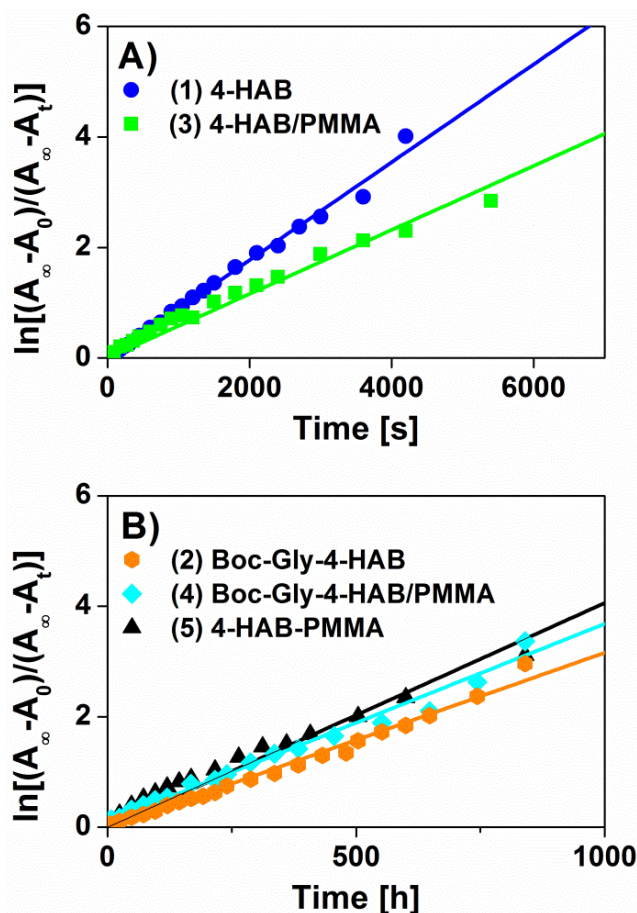 6
A)
(1) 4-HAB
(3) 4-HAB/PMMA
4
2
0
ln[(A∞-A0)/(A∞-At)]
0 2000 4000 6000
Time [s]
6
B)
(2) Boc-Gly-4-HAB
(4) Boc-Gly-4-HAB/PMMA
(5) 4-HAB-PMMA
4
2
0
ln[(A∞-A0)/(A∞-At)]
0 500 1000
Time [h]